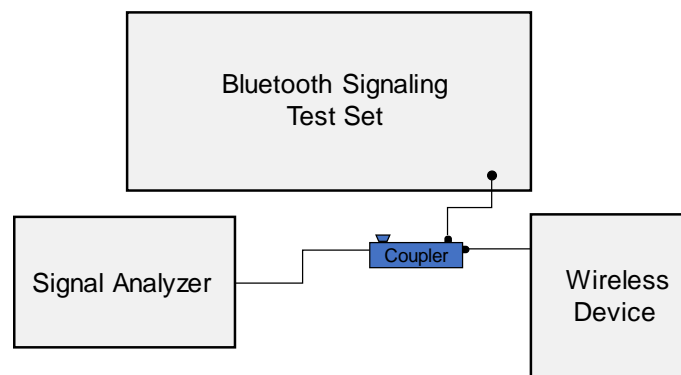 Bluetooth Signaling
Test Set
Signal Analyzer
Coupler
Wireless
Device